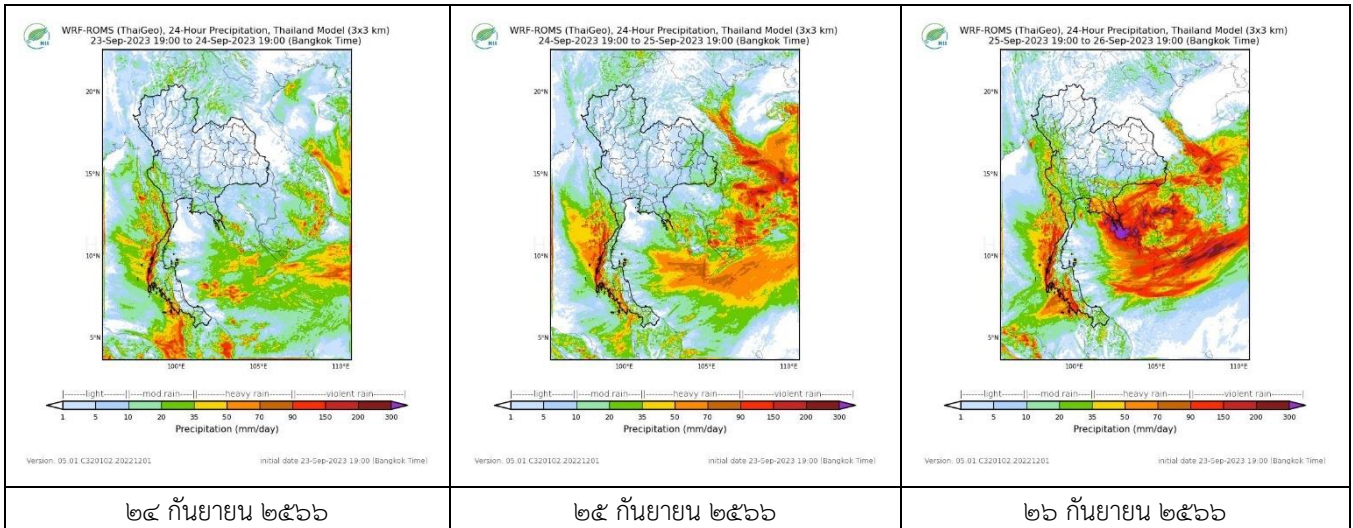 WRF-ROMS (ThaiGeo), 24-Hour Precipitation, Thailand Model (3x3 km)
23-Sep-2023 19:00 to 24-Sep-2023 19:00 (Bangkok Time)
HII
20°N
15°N
10°N
5°N
100°E 105°E 110°E
|------light------||---mod rain---||------heavy rain------||------violent rain------|
1 5 10 20 35 50 70 90 150 200 300
Precipitation (mm/day)
Version: 05.01.C320102.20221201 initial date 23-Sep-2023 19:00 (Bangkok Time)
๒๔ กันยายน ๒๕๖๖
WRF-ROMS (ThaiGeo), 24-Hour Precipitation, Thailand Model (3x3 km)
24-Sep-2023 19:00 to 25-Sep-2023 19:00 (Bangkok Time)
HII
20°N
15°N
10°N
5°N
100°E 105°E 110°E
|------light------||---mod rain---||------heavy rain------||------violent rain------|
1 5 10 20 35 50 70 90 150 200 300
Precipitation (mm/day)
Version: 05.01.C320102.20221201 initial date 23-Sep-2023 19:00 (Bangkok Time)
๒๕ กันยายน ๒๕๖๖
WRF-ROMS (ThaiGeo), 24-Hour Precipitation, Thailand Model (3x3 km)
25-Sep-2023 19:00 to 26-Sep-2023 19:00 (Bangkok Time)
HII
20°N
15°N
10°N
5°N
100°E 105°E 110°E
|------light------||---mod rain---||------heavy rain------||------violent rain------|
1 5 10 20 35 50 70 90 150 200 300
Precipitation (mm/day)
Version: 05.01.C320102.20221201 initial date 23-Sep-2023 19:00 (Bangkok Time)
๒๖ กันยายน ๒๕๖๖